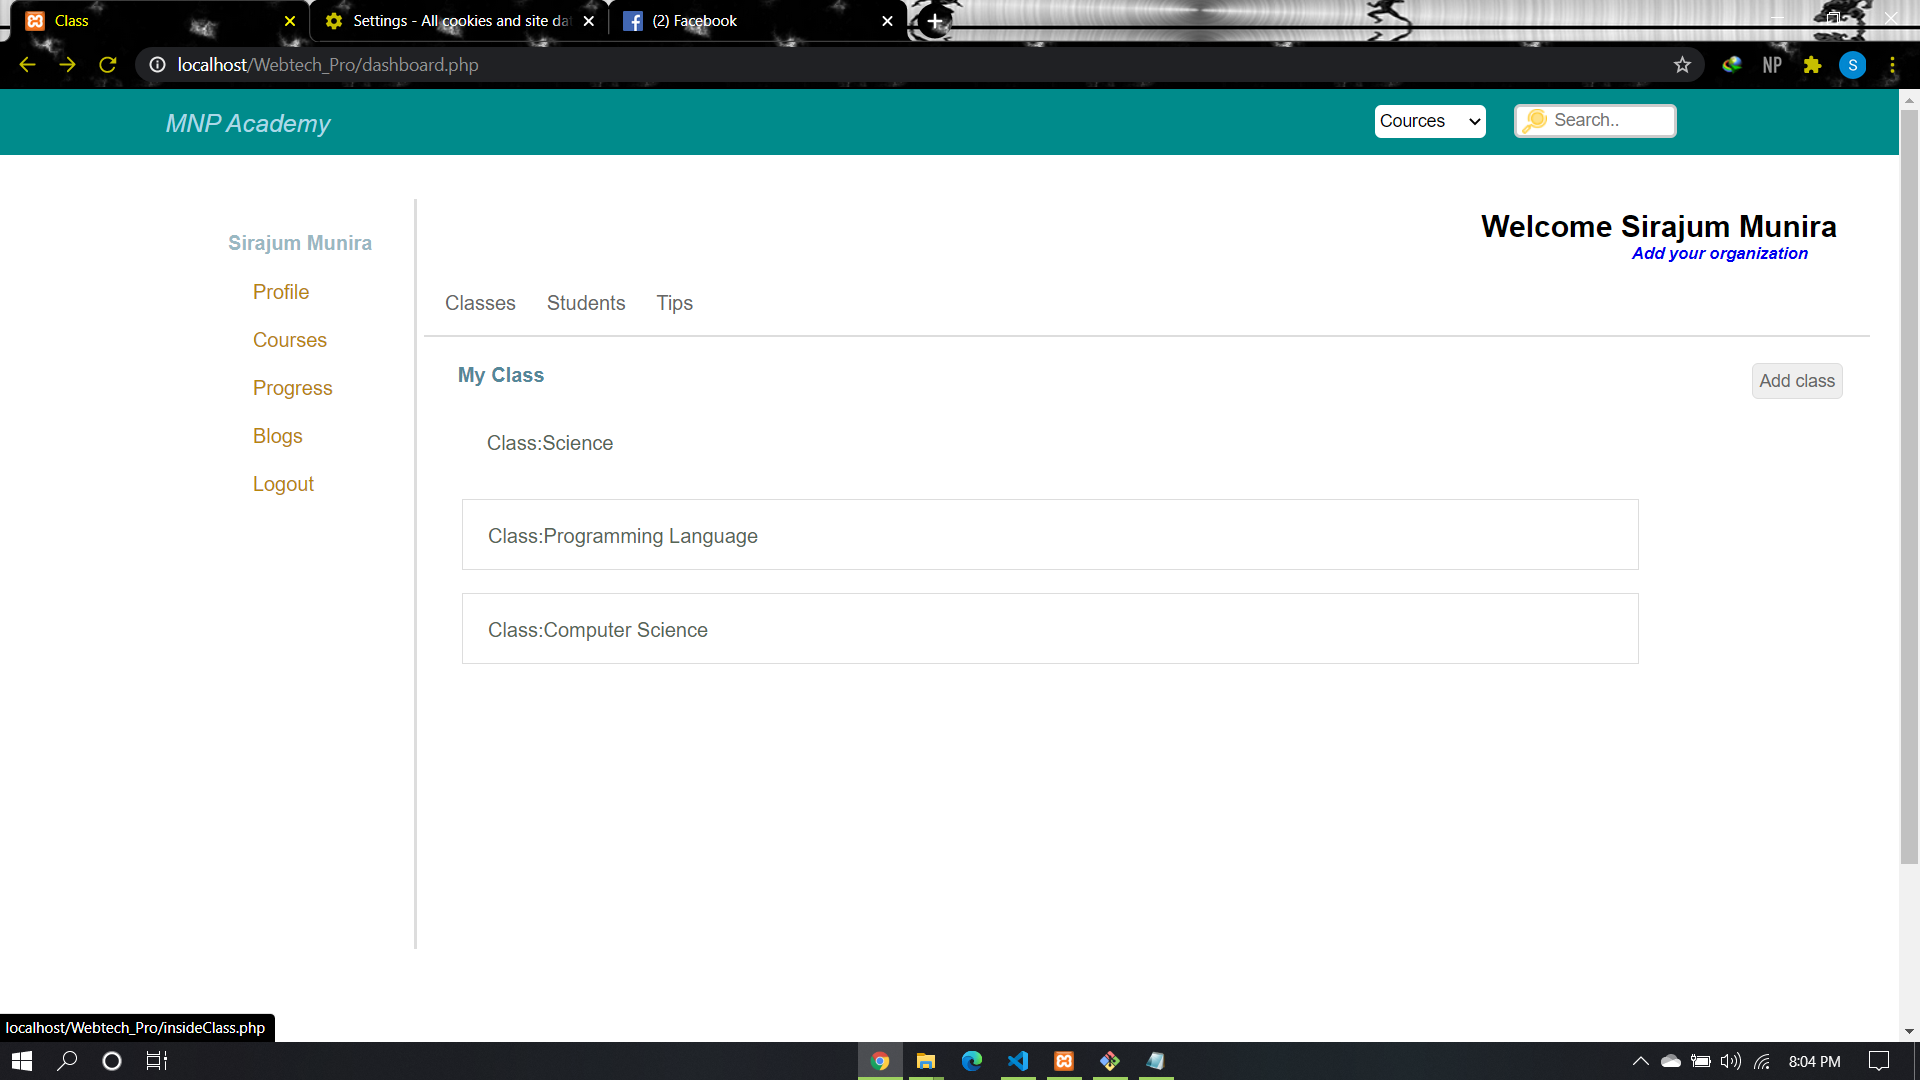 Class
Settings - All cookies and site dat
(2) Facebook
localhost/Webtech_Pro/dashboard.php
NP
S
MNP Academy
Cources
Search..
Sirajum Munira
Profile
Courses
Progress
Blogs
Logout
Welcome Sirajum Munira
Add your organization
Classes Students Tips
My Class
Add class
Class:Science
Class:Programming Language
Class:Computer Science
localhost/Webtech_Pro/insideClass.php
8:04 PM